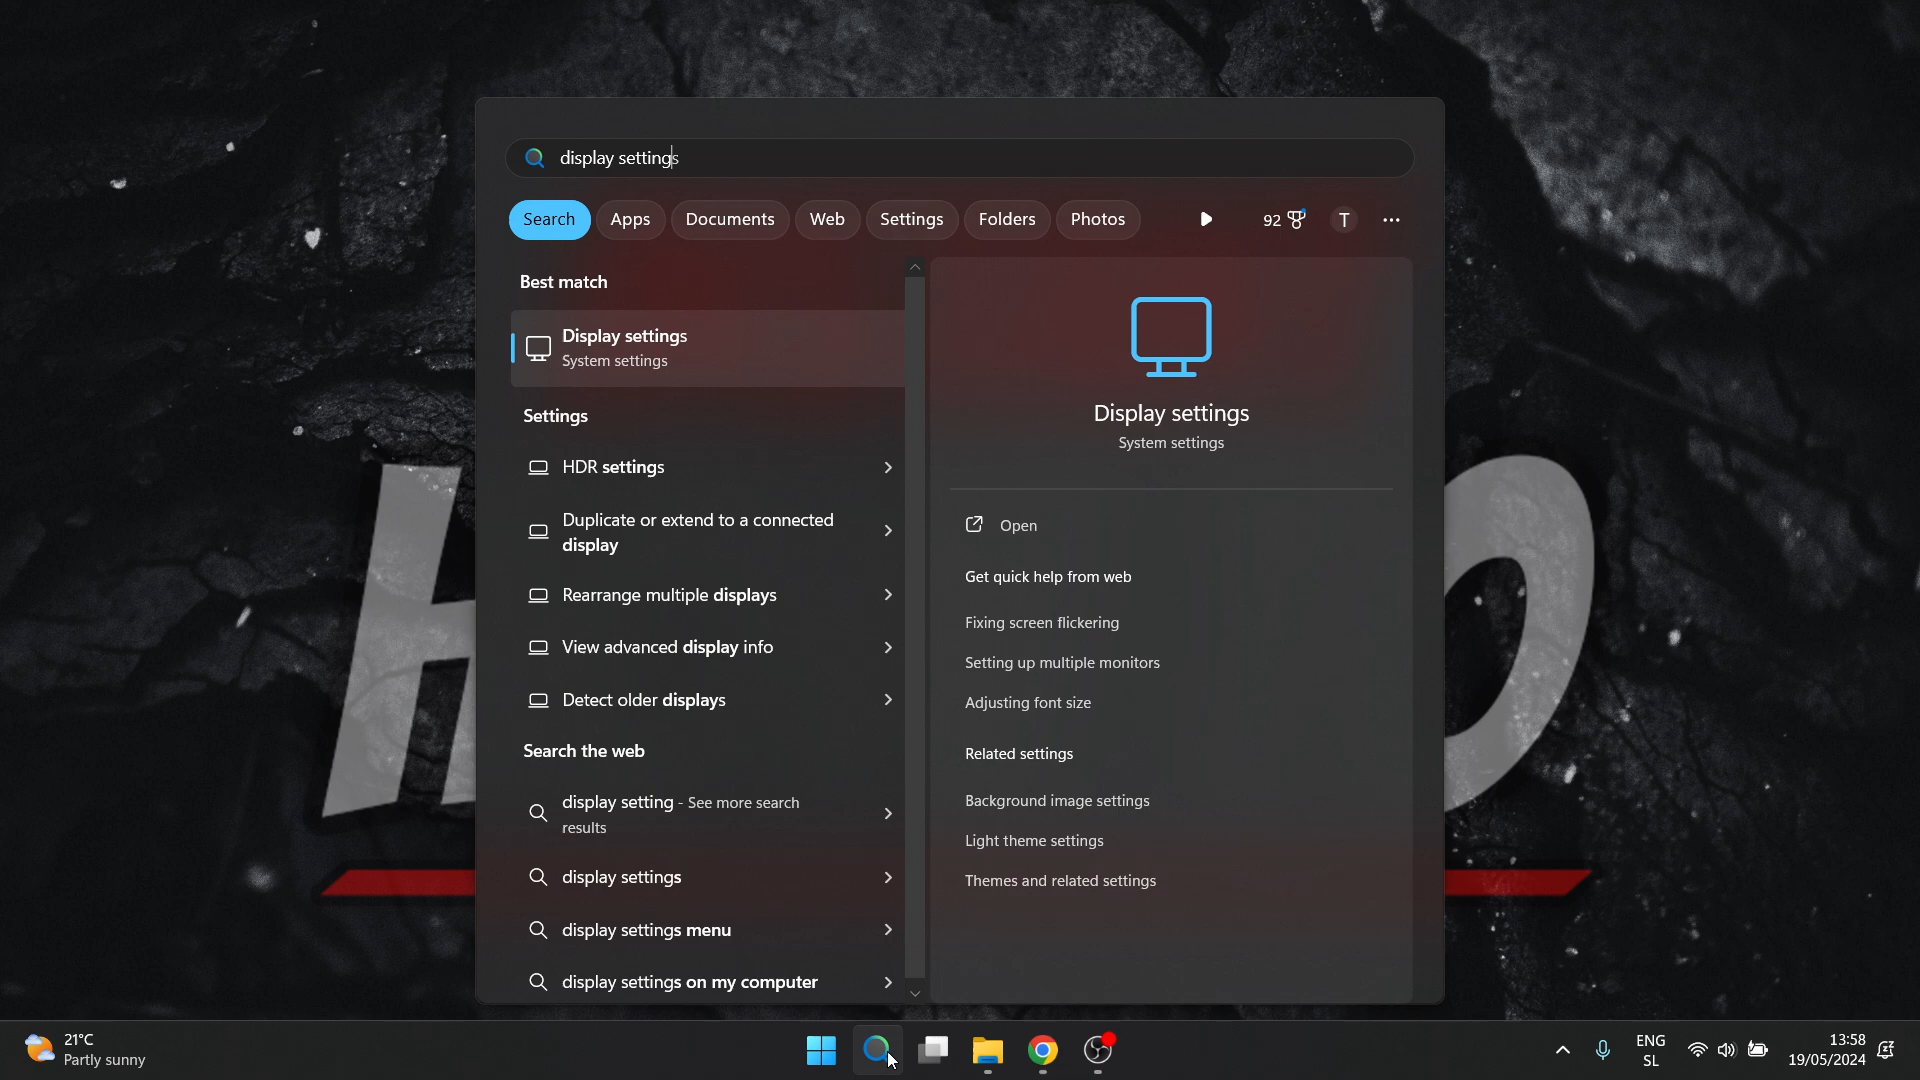 display settings
Search
Apps
Documents
Web
Settings
Folders
Photos
92
T
Best match
Display settings
System settings
Settings
HDR settings
Duplicate or extend to a connected
display
Rearrange multiple displays
View advanced display info
Detect older displays
Search the web
display setting - See more search
results
display settings
display settings menu
display settings on my computer
Display settings
System settings
Open
Get quick help from web
Fixing screen flickering
Setting up multiple monitors
Adjusting font size
Related settings
Background image settings
Light theme settings
Themes and related settings
21°C
Partly sunny
ENG
SL
13:58
19/05/2024